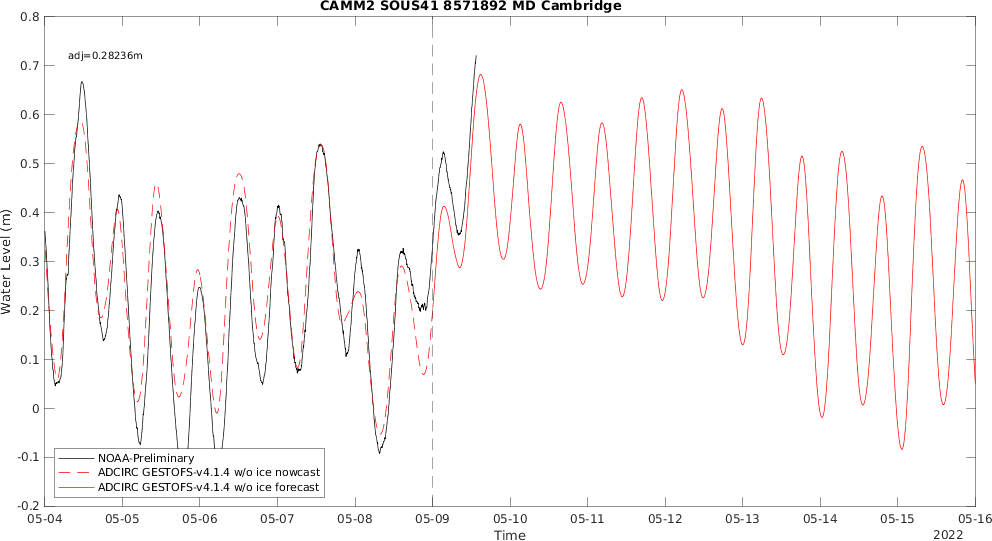 CAMM2 SOUS41 8571892 MD Cambridge
0.8
adj=0.28236m
0.7
0.6
0.5
0.4
0.3
0.2
0.1
0
-0.1
-0.2
Water Level (m)
NOAA-Preliminary
ADCIRC GESTOFS-v4.1.4 w/o ice nowcast
ADCIRC GESTOFS-v4.1.4 w/o ice forecast
05-04 05-05 05-06 05-07 05-08 05-09 05-10 05-11 05-12 05-13 05-14 05-15 05-16
Time
2022